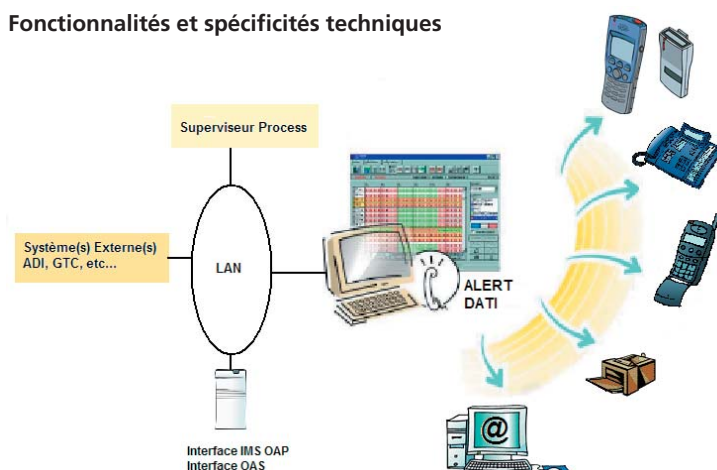 Fonctionnalités et spécificités techniques
Superviseur Process
Système(s) Externe(s)
ADI, GTC, etc...
LAN
ALERT
DATI
@
Interface IMS OAP
Interface OAS